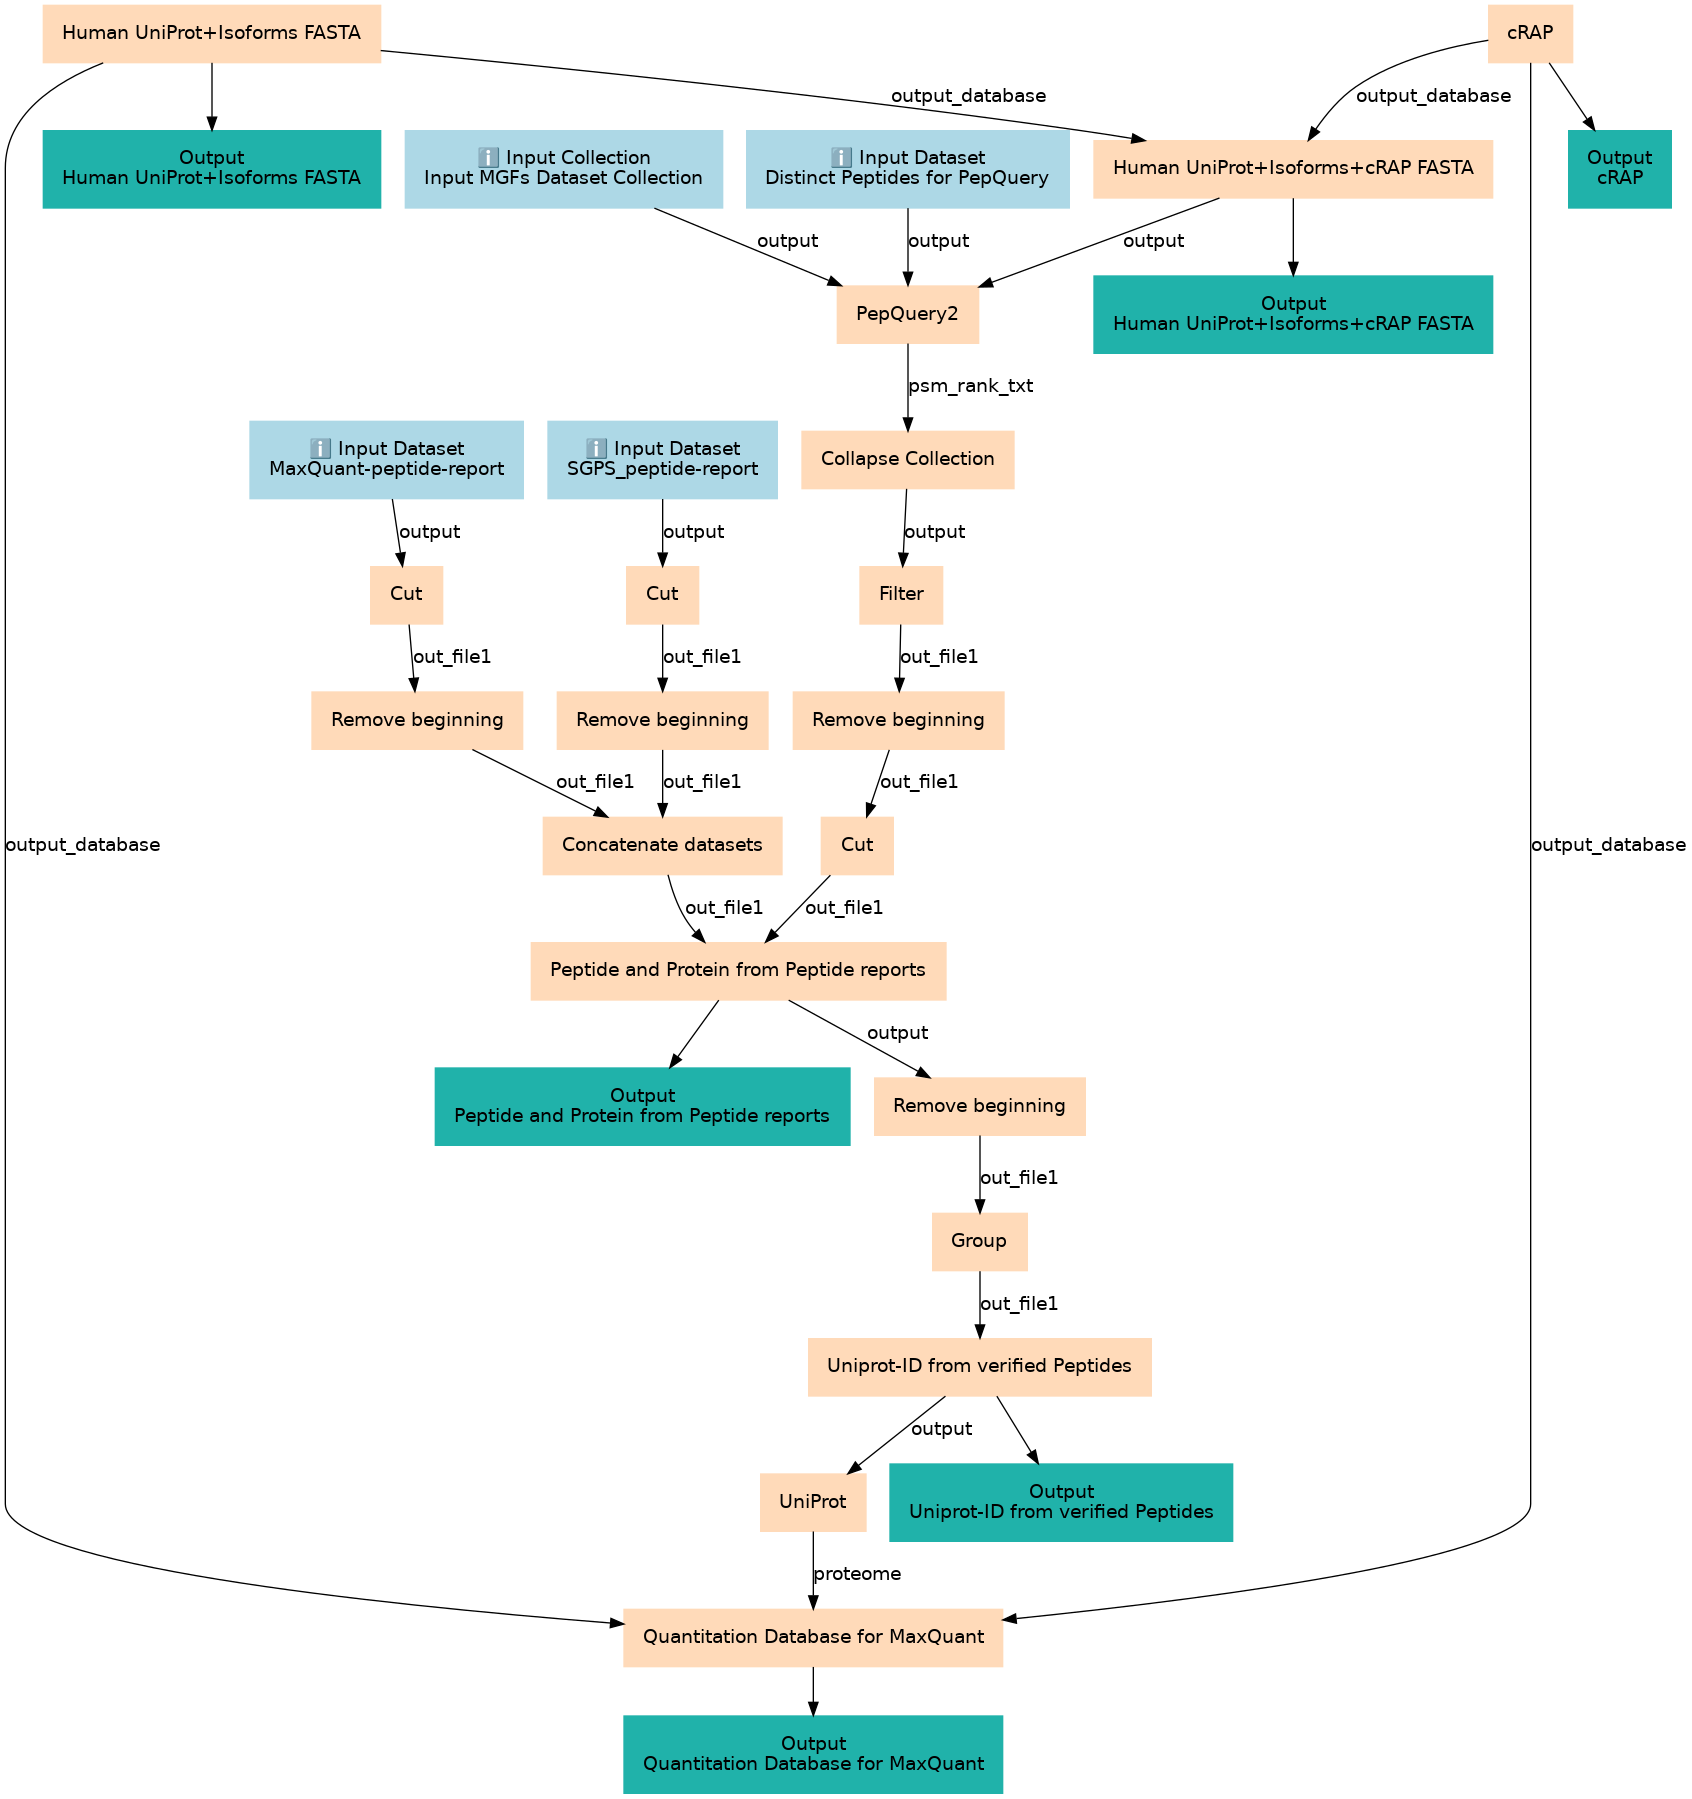 Human UniProt+Isoforms FASTA
cRAP
output_database
output_database
Output
Human UniProt+Isoforms FASTA
ℹ️ Input Collection
Input MGFs Dataset Collection
ℹ️ Input Dataset
Distinct Peptides for PepQuery
Human UniProt+Isoforms+cRAP FASTA
Output
cRAP
output
output
output
PepQuery2
Output
Human UniProt+Isoforms+cRAP FASTA
psm_rank_txt
ℹ️ Input Dataset
MaxQuant-peptide-report
ℹ️ Input Dataset
SGPS_peptide-report
Collapse Collection
output
output
output
Cut
Cut
Filter
out_file1
out_file1
out_file1
Remove beginning
Remove beginning
Remove beginning
out_file1
out_file1
out_file1
output_database
Concatenate datasets
Cut
output_database
out_file1
out_file1
Peptide and Protein from Peptide reports
output
Output
Peptide and Protein from Peptide reports
Remove beginning
out_file1
Group
out_file1
Uniprot-ID from verified Peptides
output
UniProt
Output
Uniprot-ID from verified Peptides
proteome
Quantitation Database for MaxQuant
Output
Quantitation Database for MaxQuant